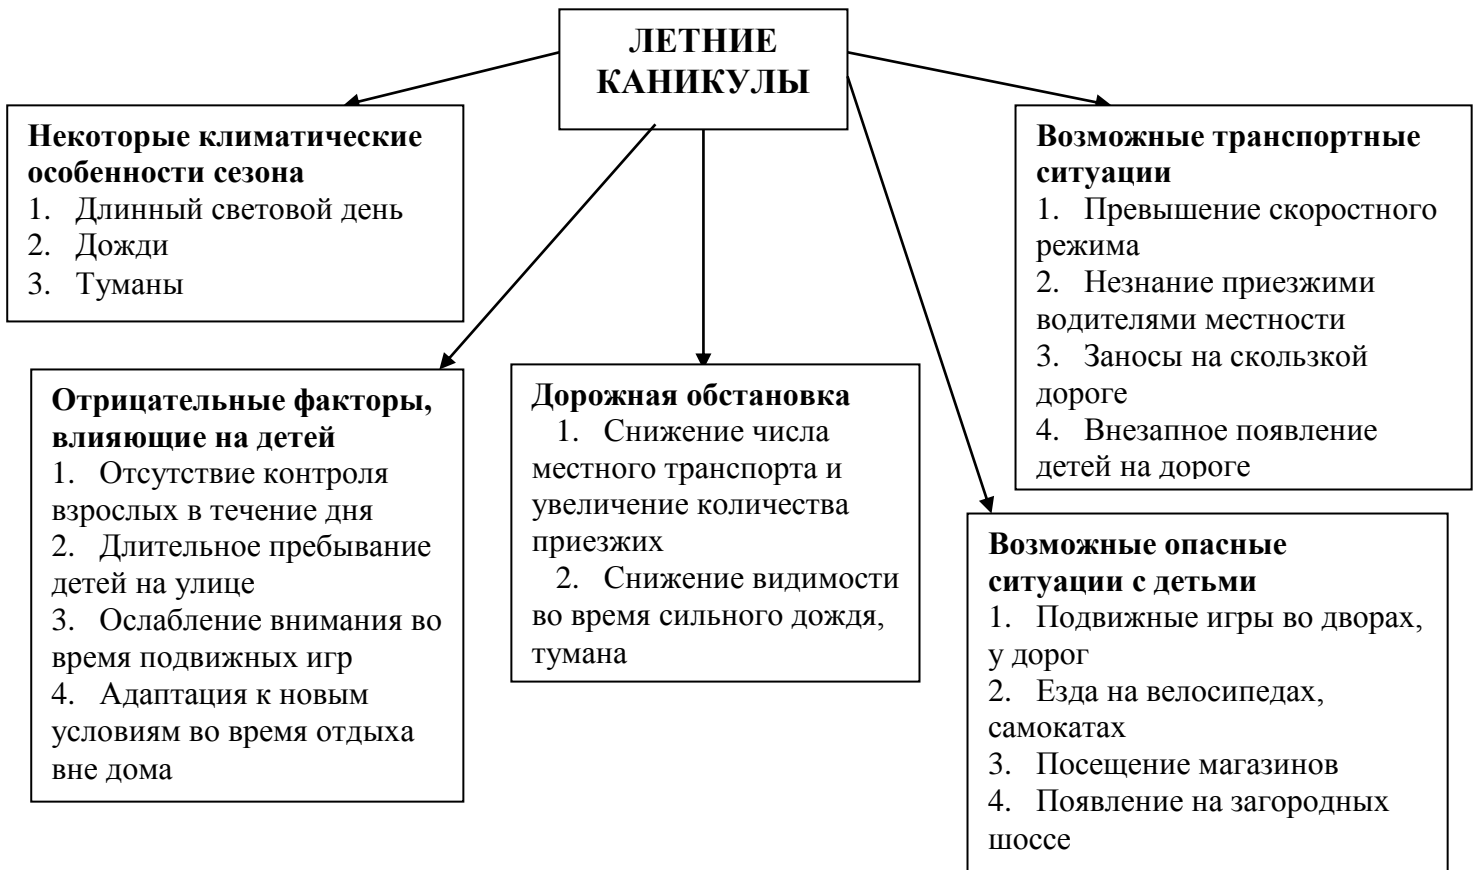 ЛЕТНИЕ
КАНИКУЛЫ
Некоторые климатические
особенности сезона
1. Длинный световой день
2. Дожди
3. Туманы
Возможные транспортные
ситуации
1. Превышение скоростного
режима
2. Незнание приезжими
водителями местности
3. Заносы на скользкой
дороге
4. Внезапное появление
детей на дороге
Отрицательные факторы,
влияющие на детей
1. Отсутствие контроля
взрослых в течение дня
2. Длительное пребывание
детей на улице
3. Ослабление внимания во
время подвижных игр
4. Адаптация к новым
условиям во время отдыха
вне дома
Дорожная обстановка
1. Снижение числа
местного транспорта и
увеличение количества
приезжих
2. Снижение видимости
во время сильного дождя,
тумана
Возможные опасные
ситуации с детьми
1. Подвижные игры во дворах,
у дорог
2. Езда на велосипедах,
самокатах
3. Посещение магазинов
4. Появление на загородных
шоссе